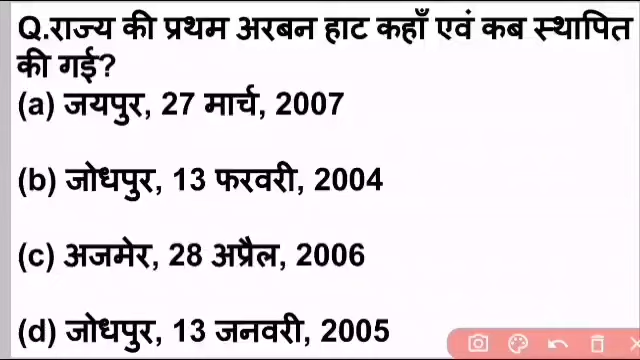 Q.राज्य की प्रथम अरबन हाट कहाँ एवं कब स्थापित
की गई?
(a) जयपुर, 27 मार्च, 2007
(b) जोधपुर, 13 फरवरी, 2004
(c) अजमेर, 28 अप्रैल, 2006
(d) जोधपुर, 13 जनवरी, 2005